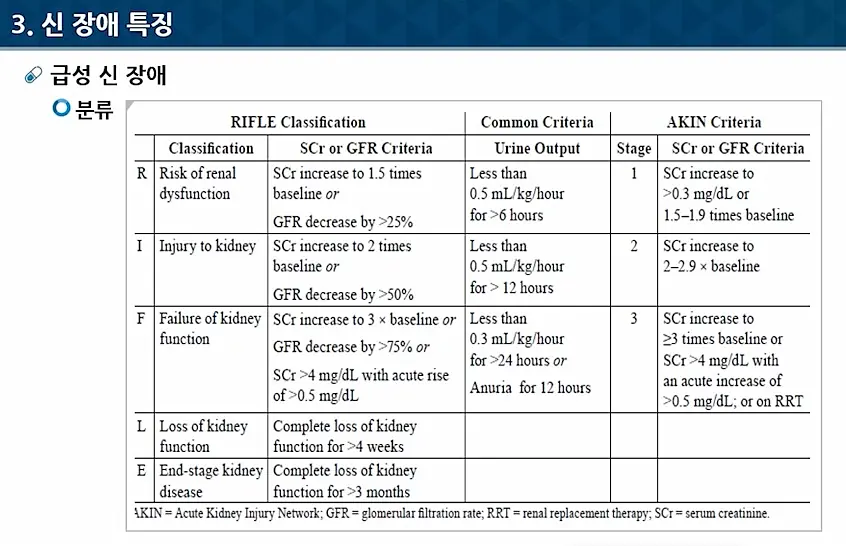 3. 신 장애 특징
급성 신 장애
분류
RIFLE Classification Common Criteria AKIN Criteria
Classification SCr or GFR Criteria Urine Output Stage SCr or GFR Criteria
R Risk of renal dysfunction
SCr increase to 1.5 times
baseline or
GFR decrease by >25%
Less than
0.5 mL/kg/hour
for >6 hours
1
SCr increase to
>0.3 mg/dL or
1.5–1.9 times baseline
I Injury to kidney
SCr increase to 2 times
baseline or
GFR decrease by >50%
Less than
0.5 mL/kg/hour
for > 12 hours
2
SCr increase to
2–2.9 × baseline
F Failure of kidney
function
SCr increase to 3 × baseline or
GFR decrease by >75% or
SCr >4 mg/dL with acute rise
of >0.5 mg/dL
Less than
0.3 mL/kg/hour
for >24 hours or
Anuria for 12 hours
3
SCr increase to
≥3 times baseline or
SCr >4 mg/dL with
an acute increase of
>0.5 mg/dL; or on RRT
L Loss of kidney
function
Complete loss of kidney
function for >4 weeks
E End-stage kidney
disease
Complete loss of kidney
function for >3 months
AKIN = Acute Kidney Injury Network; GFR = glomerular filtration rate; RRT = renal replacement therapy; SCr = serum creatinine.